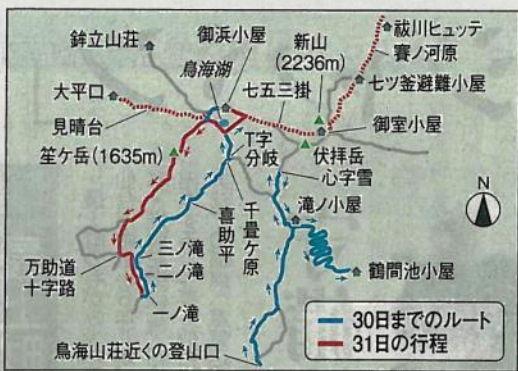 御浜小屋
新山
(2236m)
祓川ヒュッテ
賽ノ河原
鉾立山荘
鳥海湖
七五三掛
七ツ釜避難小屋
大平口
見晴台
御室小屋
笙ケ岳(1635m)
T字
分岐
伏拝岳
心字雪
N
千畳ケ原
滝ノ小屋
喜助平
万助道
十字路
三ノ滝
二ノ滝
一ノ滝
鶴間池小屋
鳥海山荘近くの登山口
30日までのルート
31日の行程